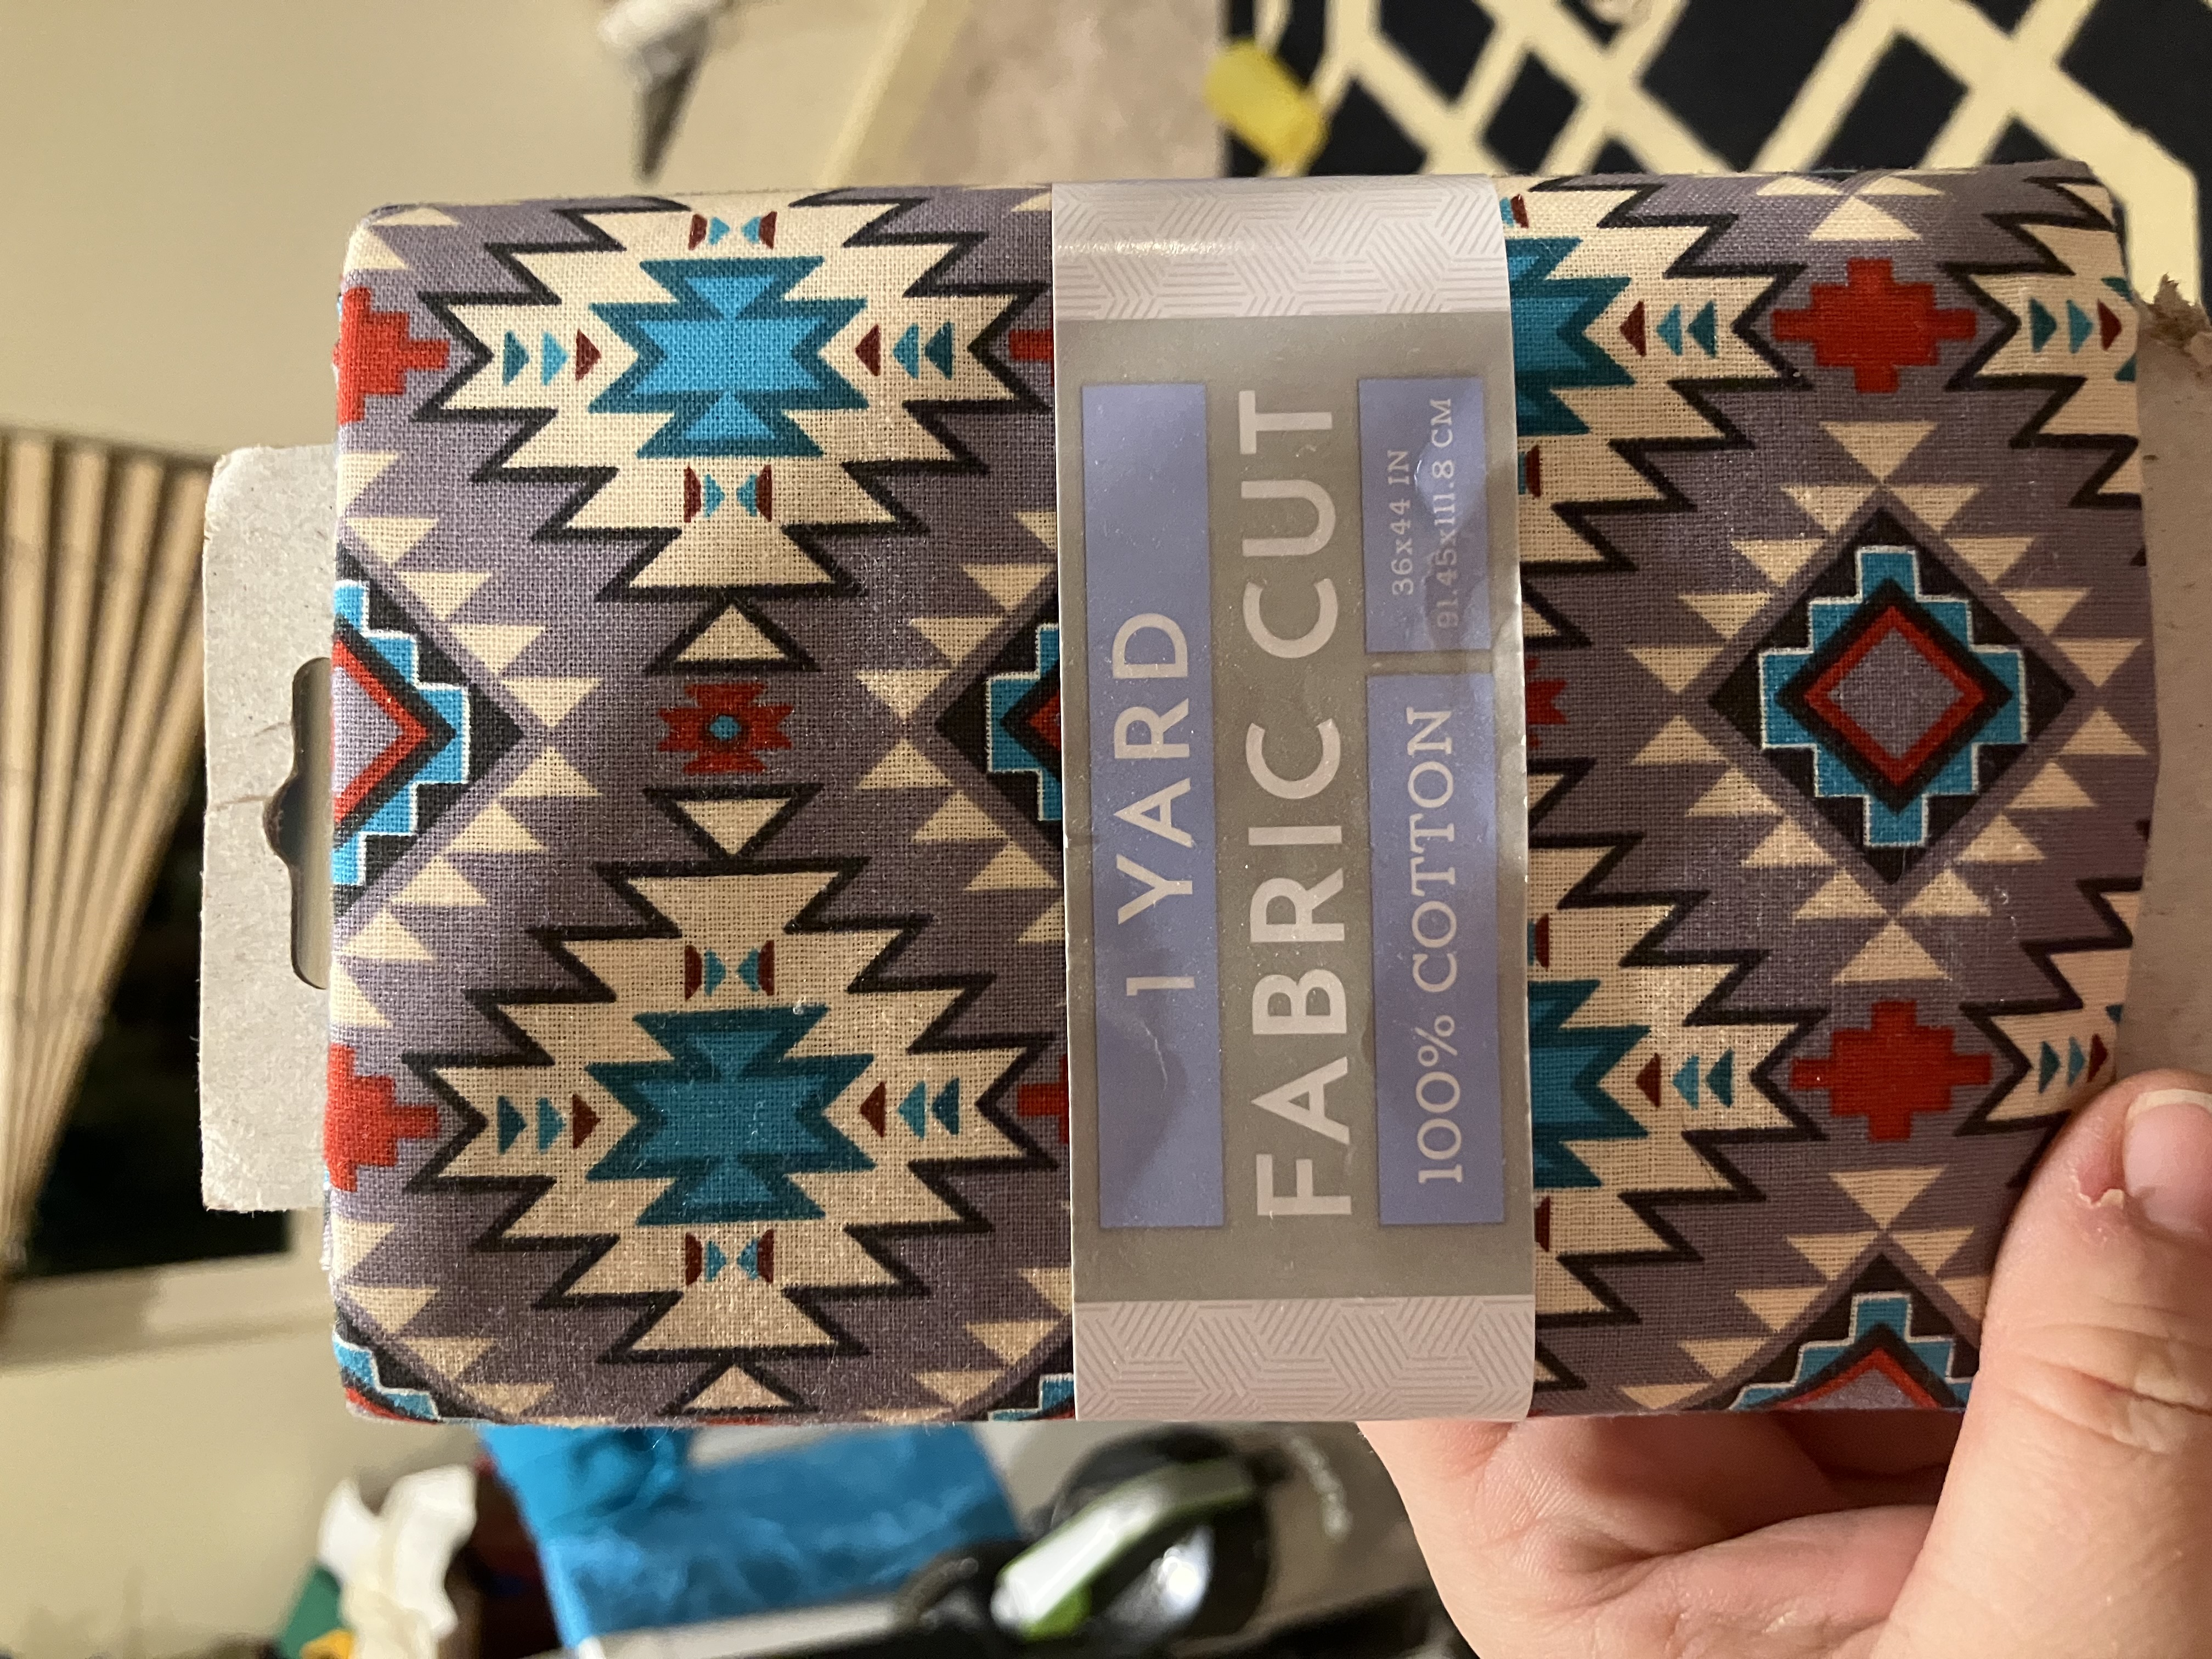 1 YARD
FABRIC CUT
100% COTTON
36x44 IN
91.45x111.8 CM